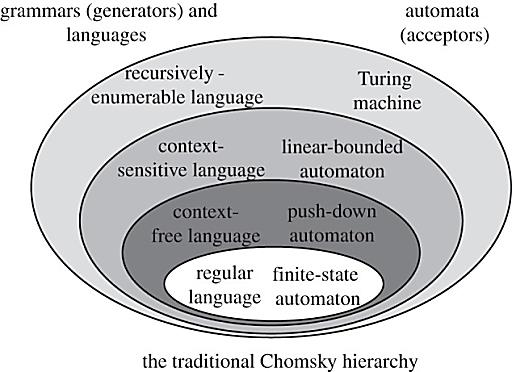 grammars (generators) and
languages
automata
(acceptors)
recursively -
enumerable language
Turing
machine
context-
sensitive language
linear-bounded
automaton
context-
free language
push-down
automaton
regular
language
finite-state
automaton
the traditional Chomsky hierarchy